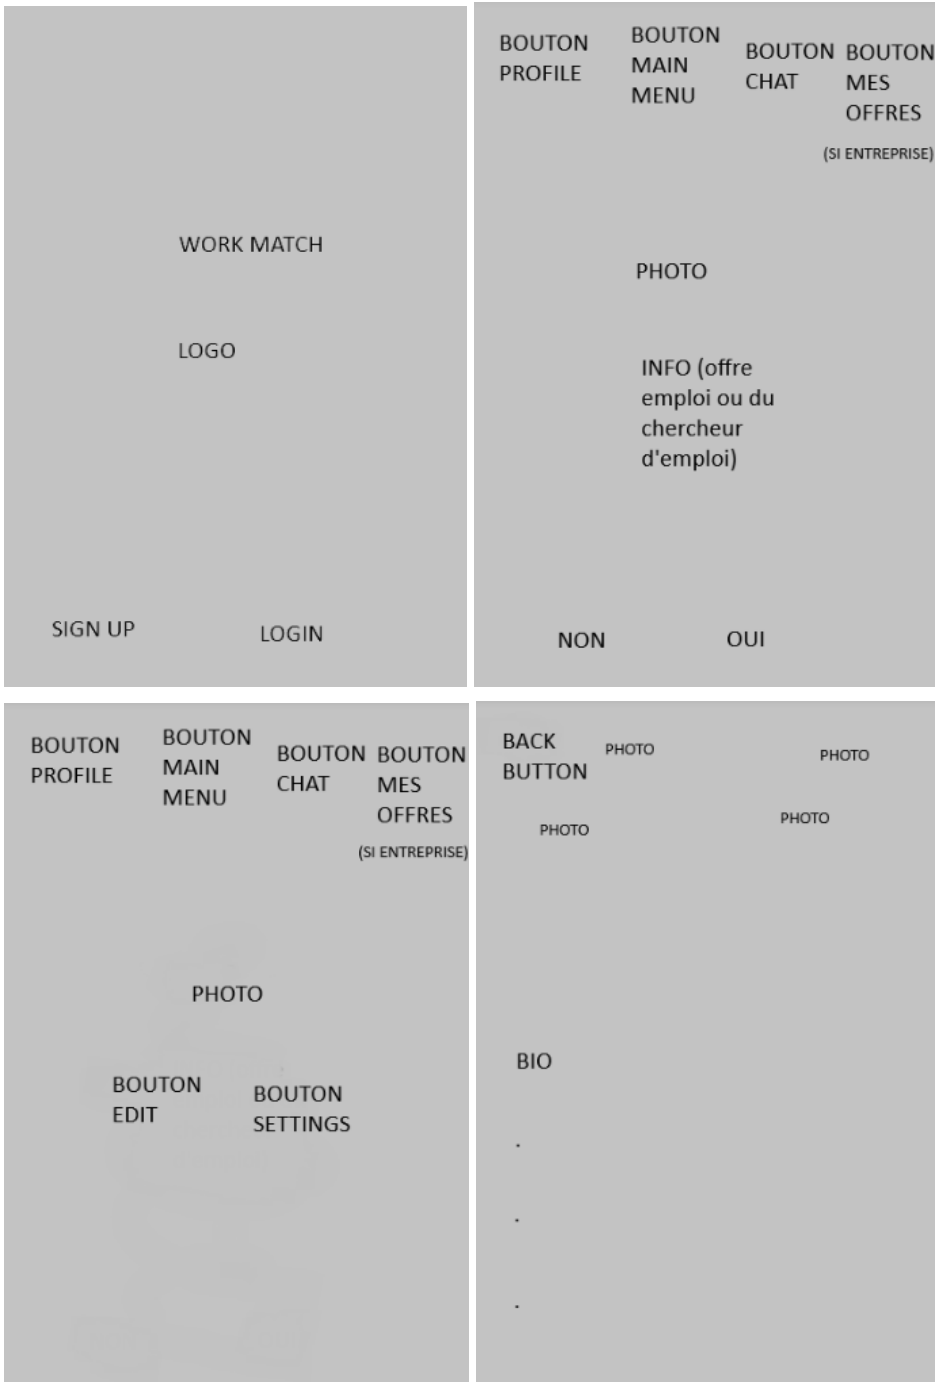 WORK MATCH
LOGO
SIGN UP
LOGIN
BOUTON
PROFILE
BOUTON
MAIN
MENU
BOUTON
CHAT
BOUTON
MES
OFFRES
(SI ENTREPRISE)
PHOTO
INFO (offre
emploi ou du
chercheur
d'emploi)
NON
OUI
BOUTON
PROFILE
BOUTON
MAIN
MENU
BOUTON
CHAT
BOUTON
MES
OFFRES
(SI ENTREPRISE)
PHOTO
BOUTON
EDIT
BOUTON
SETTINGS
BACK
BUTTON
PHOTO
PHOTO
PHOTO
PHOTO
BIO
.
.
.